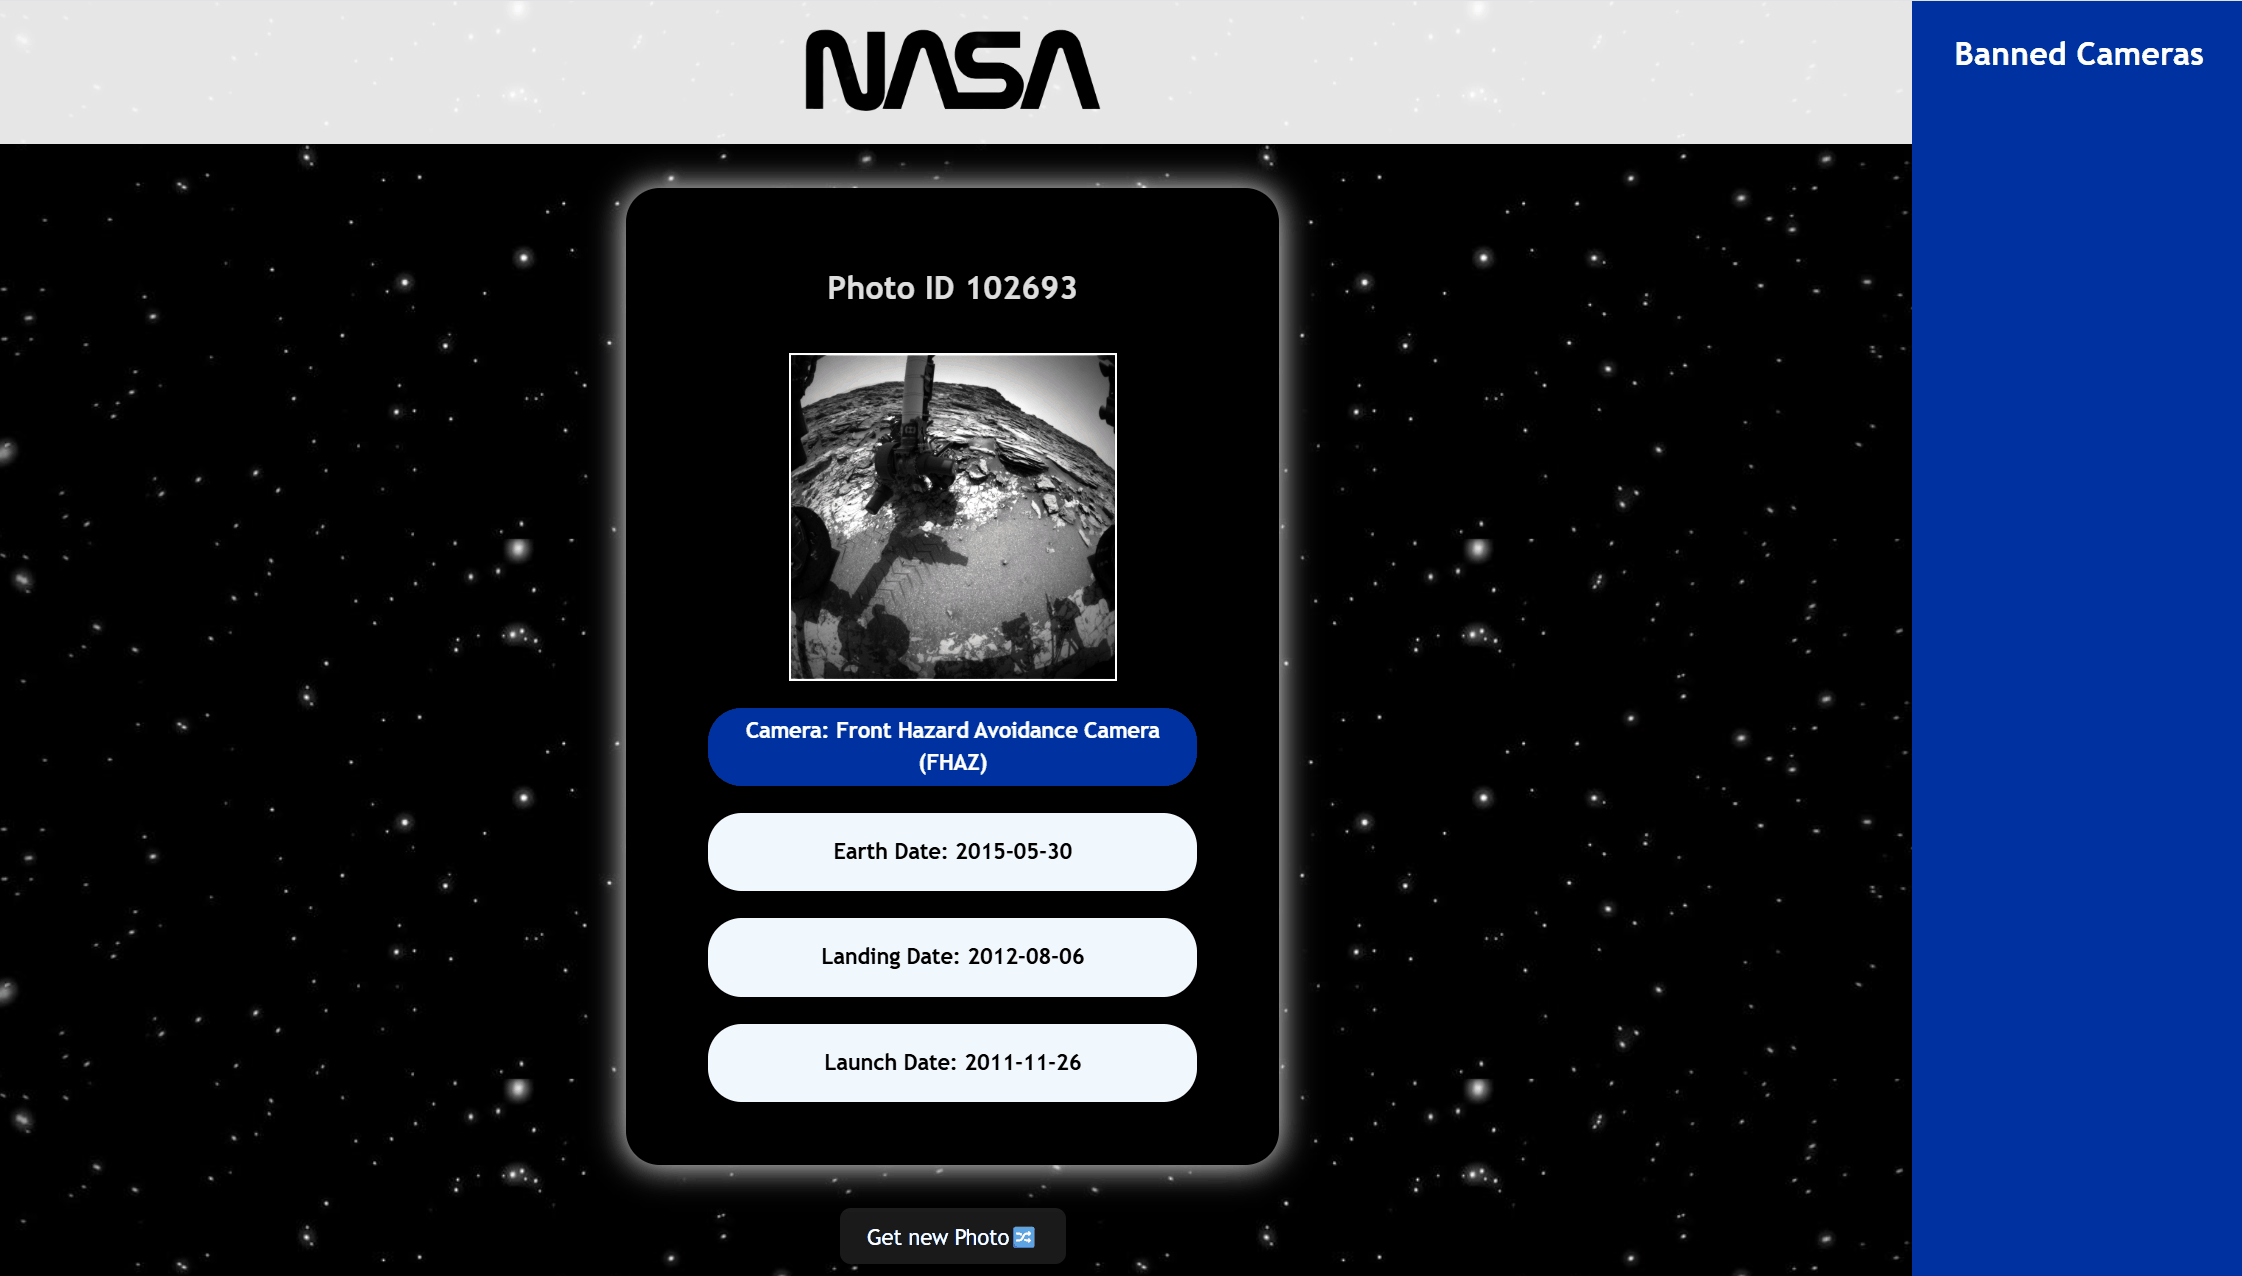 NASA
Banned Cameras
Photo ID 102693
Camera: Front Hazard Avoidance Camera
(FHAZ)
Earth Date: 2015-05-30
Landing Date: 2012-08-06
Launch Date: 2011-11-26
Get new Photo🔀